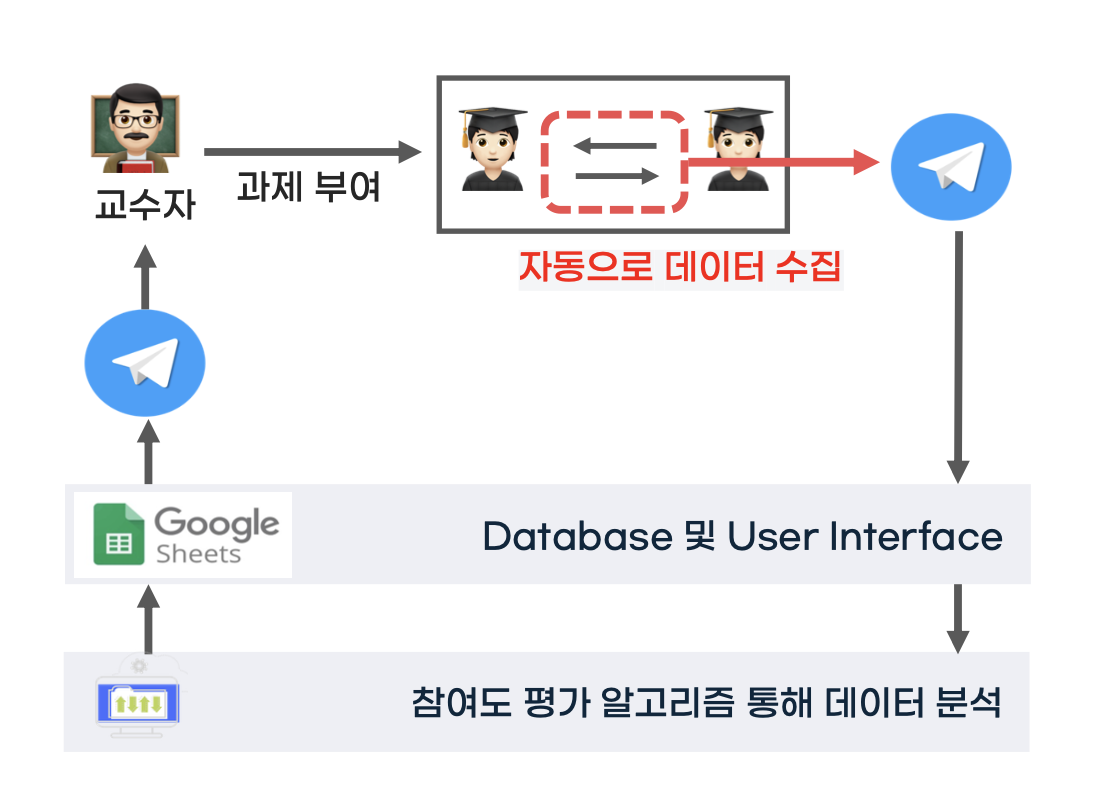 교수자
과제 부여
자동으로 데이터 수집
Google
Sheets
Database 및 User Interface
참여도 평가 알고리즘 통해 데이터 분석